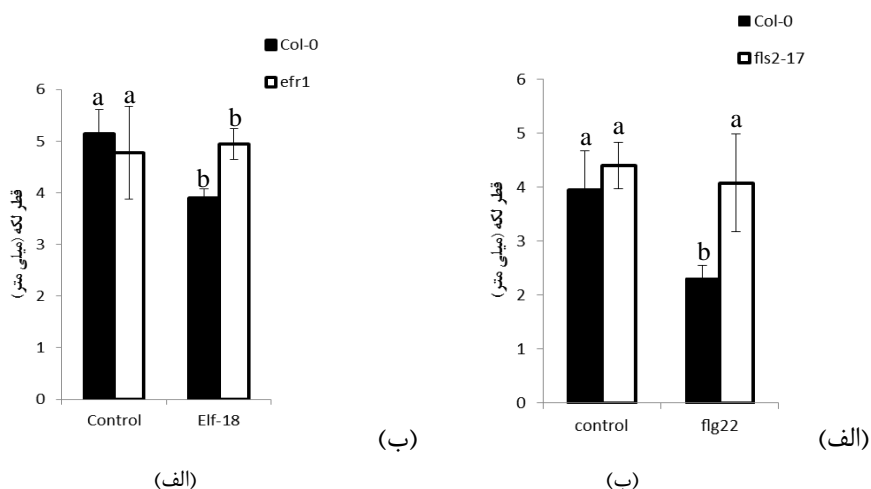 Col-0
efr1
قطر لکه (میلی متر)
6
5
4
3
2
1
0
a
a
b
b
Control
Elf-18
(ب)
(الف)
Col-0
fls2-17
قطر لکه (میلی متر)
6
5
4
3
2
1
0
a
a
b
a
control
flg22
(الف)
(ب)